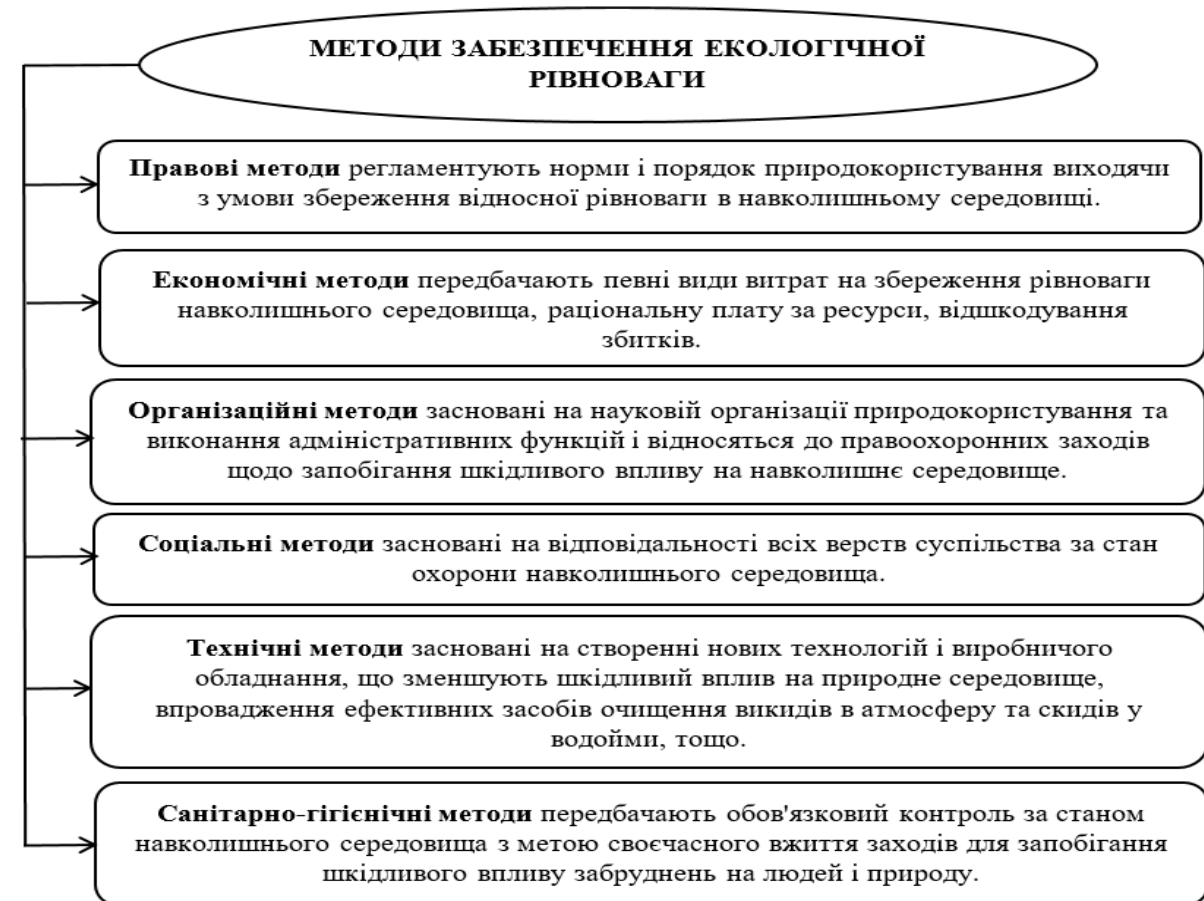 МЕТОДИ ЗАБЕЗПЕЧЕННЯ ЕКОЛОГІЧНОЇ
РІВНОВАГИ
Правові методи регламентують норми і порядок природокористування виходячи
з умови збереження відносної рівноваги в навколишньому середовищі.
Економічні методи передбачають певні види витрат на збереження рівноваги
навколишнього середовища, раціональну плату за ресурси, відшкодування
збитків.
Організаційні методи засновані на науковій організації природокористування та
виконання адміністративних функцій і відносяться до правоохоронних заходів
щодо запобігання шкідливого впливу на навколишнє середовище.
Соціальні методи засновані на відповідальності всіх верств суспільства за стан
охорони навколишнього середовища.
Технічні методи засновані на створенні нових технологій і виробничого
обладнання, що зменшують шкідливий вплив на природне середовище,
впровадження ефективних засобів очищення викидів в атмосферу та скидів у
водойми, тощо.
Санітарно-гігієнічні методи передбачають обов'язковий контроль за станом
навколишнього середовища з метою своєчасного вжиття заходів для запобігання
шкідливого впливу забруднень на людей і природу.